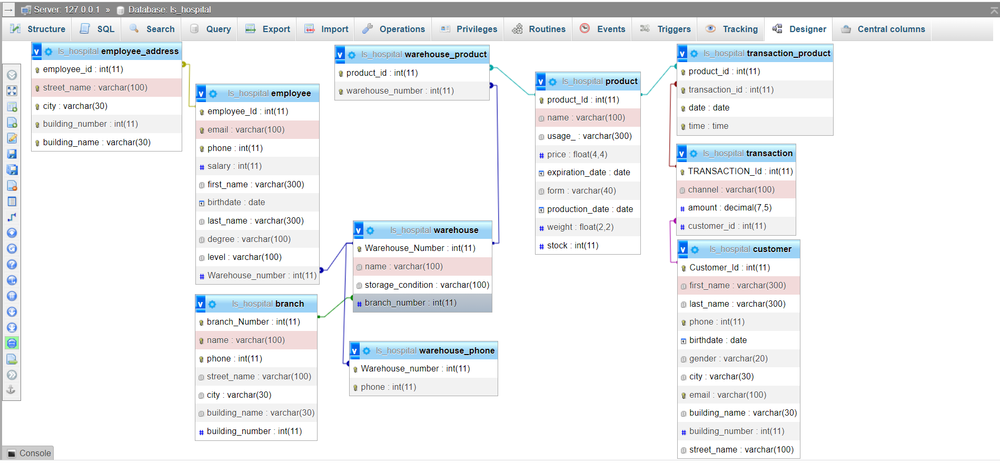 Server: 127.0.0.1 » Database: ls_hospital
Structure SQL Search Query Export Import Operations Privileges Routines Events Triggers Tracking Designer Central columns
v ls_hospital employee_address
employee_id : int(11)
street_name : varchar(100)
city : varchar(30)
building_number : int(11)
building_name : varchar(30)
v ls_hospital employee
employee_Id : int(11)
email : varchar(100)
phone : int(11)
salary : int(11)
first_name : varchar(300)
birthdate : date
last_name : varchar(300)
degree : varchar(100)
level : varchar(100)
Warehouse_number : int(11)
v ls_hospital branch
branch_Number : int(11)
name : varchar(100)
phone : int(11)
street_name : varchar(100)
city : varchar(30)
building_name : varchar(30)
building_number : int(11)
v ls_hospital warehouse_product
product_id : int(11)
warehouse_number : int(11)
v ls_hospital warehouse
Warehouse_Number : int(11)
name : varchar(100)
storage_condition : varchar(100)
branch_number : int(11)
v ls_hospital warehouse_phone
Warehouse_number : int(11)
phone : int(11)
v ls_hospital product
product_Id : int(11)
name : varchar(100)
usage_ : varchar(300)
price : float(4,4)
expiration_date : date
form : varchar(40)
production_date : date
weight : float(2,2)
stock : int(11)
v ls_hospital transaction_product
product_id : int(11)
transaction_id : int(11)
date : date
time : time
v ls_hospital transaction
TRANSACTION_Id : int(11)
channel : varchar(100)
amount : decimal(7,5)
customer_id : int(11)
v ls_hospital customer
Customer_Id : int(11)
first_name : varchar(300)
last_name : varchar(300)
phone : int(11)
birthdate : date
gender : varchar(20)
city : varchar(30)
email : varchar(100)
building_name : varchar(30)
building_number : int(11)
street_name : varchar(100)
Console